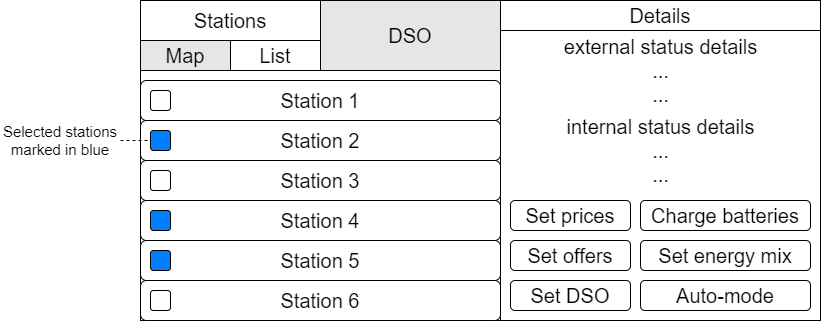 Stations
DSO
Map
List
Selected stations
marked in blue
Station 1
Station 2
Station 3
Station 4
Station 5
Station 6
Details
external status details
...
...
internal status details
...
...
Set prices
Charge batteries
Set offers
Set energy mix
Set DSO
Auto-mode